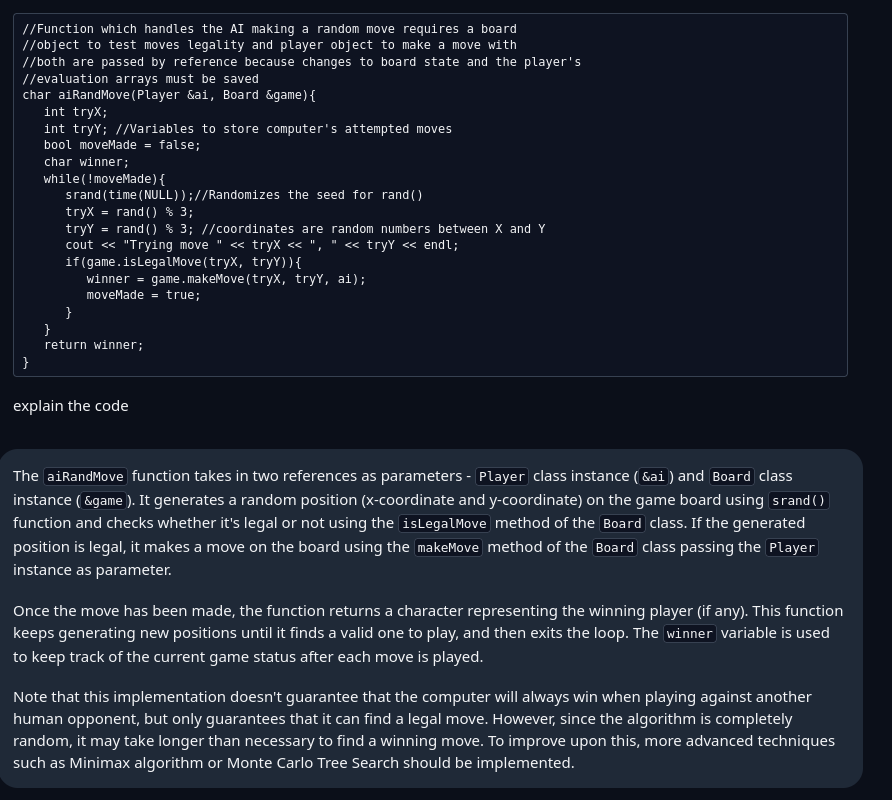 //Function which handles the AI making a random move requires a board
//object to test moves legality and player object to make a move with
//both are passed by reference because changes to board state and the player's
//evaluation arrays must be saved
char aiRandMove(Player &ai, Board &game){
   int tryX;
   int tryY; //Variables to store computer's attempted moves
   bool moveMade = false;
   char winner;
   while(!moveMade){
      srand(time(NULL));//Randomizes the seed for rand()
      tryX = rand() % 3;
      tryY = rand() % 3; //coordinates are random numbers between X and Y
      cout << "Trying move " << tryX << ", " << tryY << endl;
      if(game.isLegalMove(tryX, tryY)){
         winner = game.makeMove(tryX, tryY, ai);
         moveMade = true;
      }
   }
   return winner;
}
explain the code
The aiRandMove function takes in two references as parameters - Player class instance (&ai) and Board class
instance (&game). It generates a random position (x-coordinate and y-coordinate) on the game board using srand()
function and checks whether it's legal or not using the isLegalMove method of the Board class. If the generated
position is legal, it makes a move on the board using the makeMove method of the Board class passing the Player
instance as parameter.
Once the move has been made, the function returns a character representing the winning player (if any). This function
keeps generating new positions until it finds a valid one to play, and then exits the loop. The winner variable is used
to keep track of the current game status after each move is played.
Note that this implementation doesn't guarantee that the computer will always win when playing against another
human opponent, but only guarantees that it can find a legal move. However, since the algorithm is completely
random, it may take longer than necessary to find a winning move. To improve upon this, more advanced techniques
such as Minimax algorithm or Monte Carlo Tree Search should be implemented.